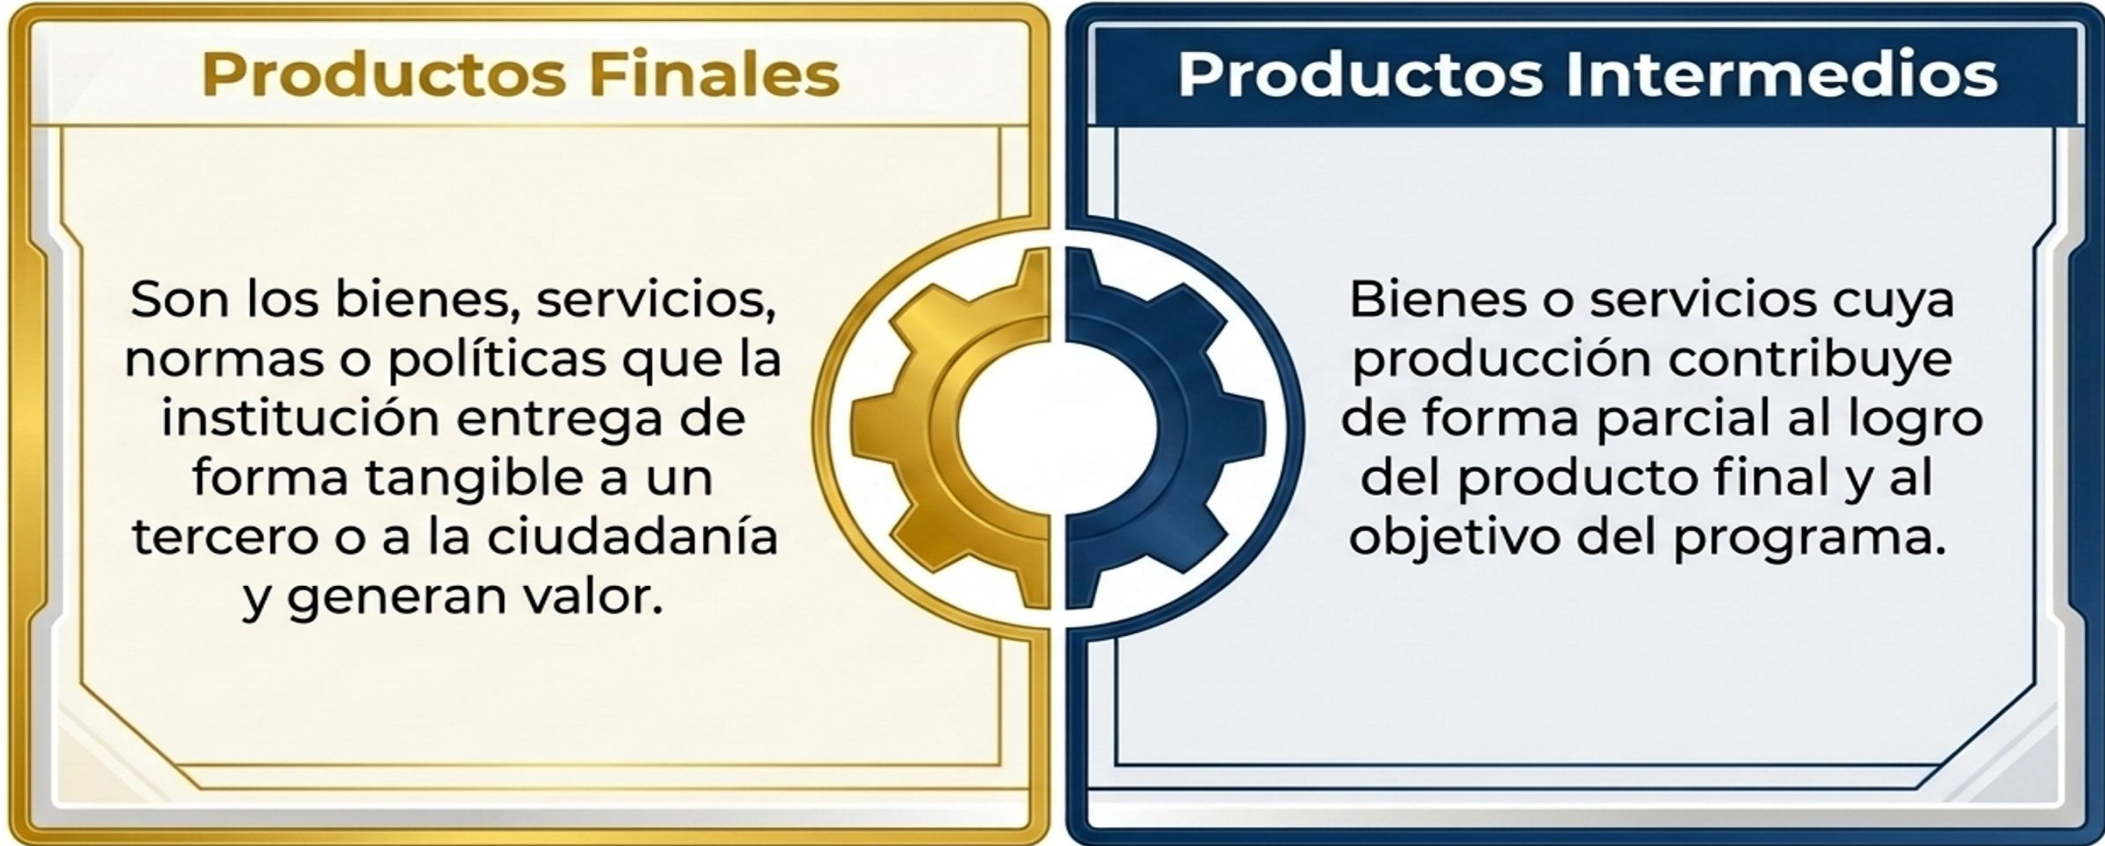 Productos Finales
Son los bienes, servicios,
normas o políticas que la
institución entrega de
forma tangible a un
tercero o a la ciudadanía
y generan valor.
Productos Intermedios
Bienes o servicios cuya
producción contribuye
de forma parcial al logro
del producto final y al
objetivo del programa.